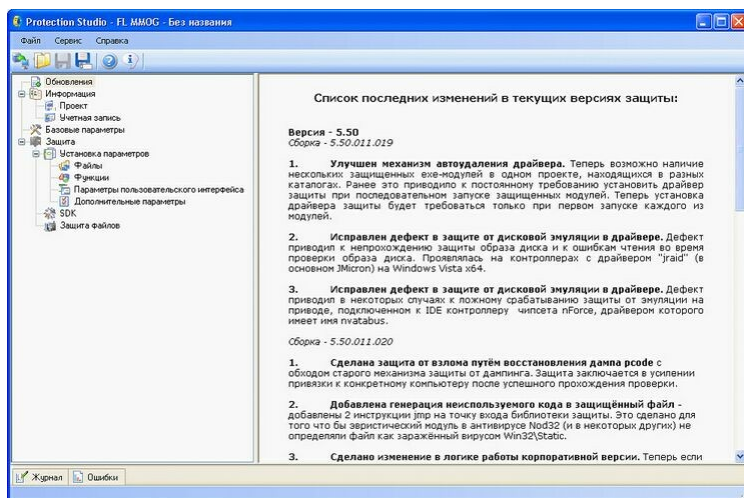 Protection Studio - FL MMOG - Без названия
Файл Сервис Справка
Обновления
Информация
Проект
Учетная запись
Базовые параметры
Защита
Установка параметров
Файлы
Функции
Параметры пользовательского интерфейса
Дополнительные параметры
SDK
Защита файлов
Список последних изменений в текущих версиях защиты:
Версия - 5.50
Сборка - 5.50.011.019
1. Улучшен механизм автоудаления драйвера. Теперь возможно наличие
нескольких защищенных exe-модулей в одном проекте, находящихся в разных
каталогах. Ранее это приводило к постоянному требованию установить драйвер
защиты при последовательном запуске защищенных модулей. Теперь установка
драйвера защиты будет требоваться только при первом запуске каждого из
модулей.
2. Исправлен дефект в защите от дисковой эмуляции в драйвере. Дефект
приводил к непрохождению защиты образа диска и к ошибкам чтения во время
проверки образа диска. Проявлялась на контроллерах с драйвером "jraid" (в
основном JMicron) на Windows Vista x64.
3. Исправлен дефект в защите от дисковой эмуляции в драйвере. Дефект
приводил в некоторых случаях к ложному срабатыванию защиты от эмуляции на
приводе, подключенном к IDE контроллеру чипсета nForce, драйвером которого
имеет имя nvatabus.
Сборка - 5.50.011.020
1. Сделана защита от взлома путём восстановления дампа pcode с
обходом старого механизма защиты от дампинга. Защита заключается в усилении
привязки к конкретному компьютеру после успешного прохождения проверки.
2. Добавлена генерация неиспользуемого кода в защищённый файл -
добавлены 2 инструкции jmp на точку входа библиотеки защиты. Это сделано для
того что бы эвристический модуль в антивирусе Nod32 (и в некоторых других) не
определяли файл как заражённый вирусом Win32\Static.
3. Сделано изменение в логике работы корпоративной версии. Теперь если
Журнал Ошибки